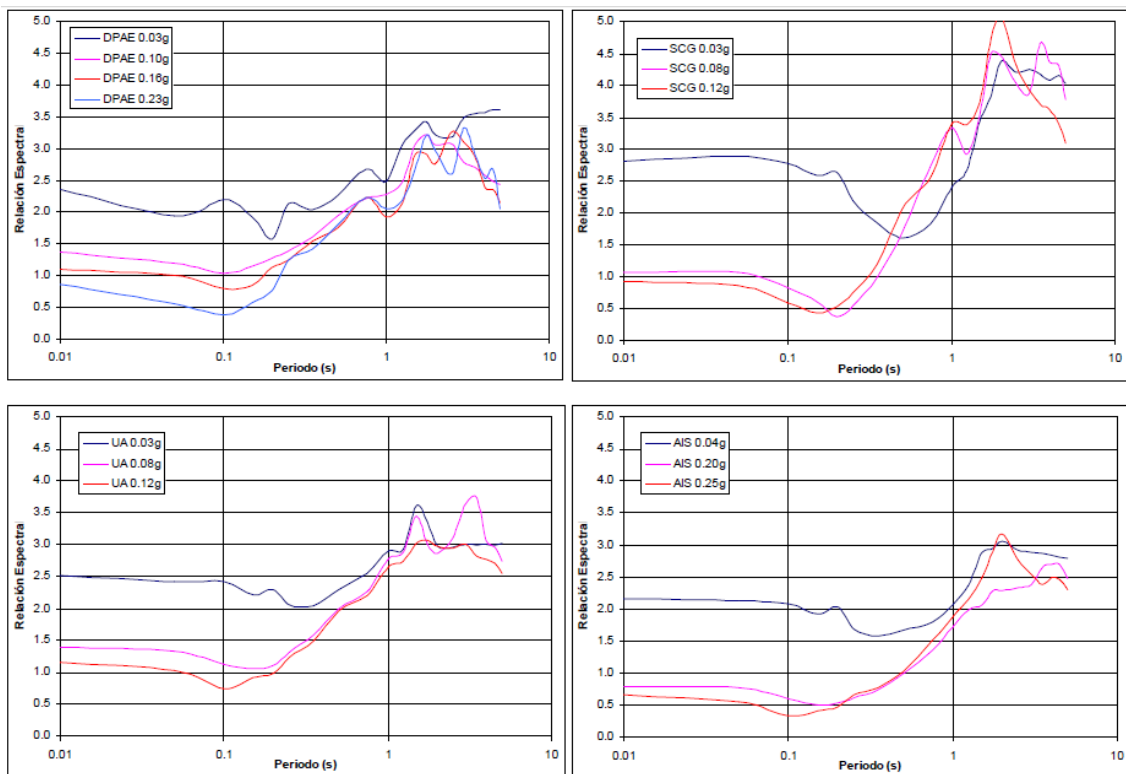 5.0
4.5
4.0
3.5
3.0
2.5
2.0
1.5
1.0
0.5
0.0
Relación Espectra
DPAE 0.03g
DPAE 0.10g
DPAE 0.16g
DPAE 0.23g
0.01 0.1 1 10
Periodo (s)
5.0
4.5
4.0
3.5
3.0
2.5
2.0
1.5
1.0
0.5
0.0
Relación Espectra
SCG 0.03g
SCG 0.08g
SCG 0.12g
0.01 0.1 1 10
Periodo (s)
5.0
4.5
4.0
3.5
3.0
2.5
2.0
1.5
1.0
0.5
0.0
Relación Espectra
UA 0.03g
UA 0.08g
UA 0.12g
0.01 0.1 1 10
Periodo (s)
5.0
4.5
4.0
3.5
3.0
2.5
2.0
1.5
1.0
0.5
0.0
Relación Espectra
AIS 0.04g
AIS 0.20g
AIS 0.25g
0.01 0.1 1 10
Periodo (s)